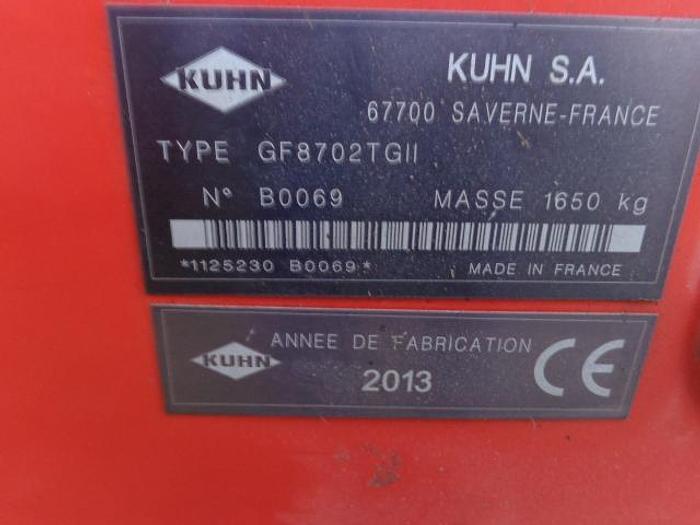 KUHN
KUHN S.A.
67700 SAVERNE-FRANCE
TYPE GF8702TGII
N° B0069 MASSE 1650 kg
*1125230 B0069*
MADE IN FRANCE
KUHN
ANNEE DE FABRICATION
2013
CE